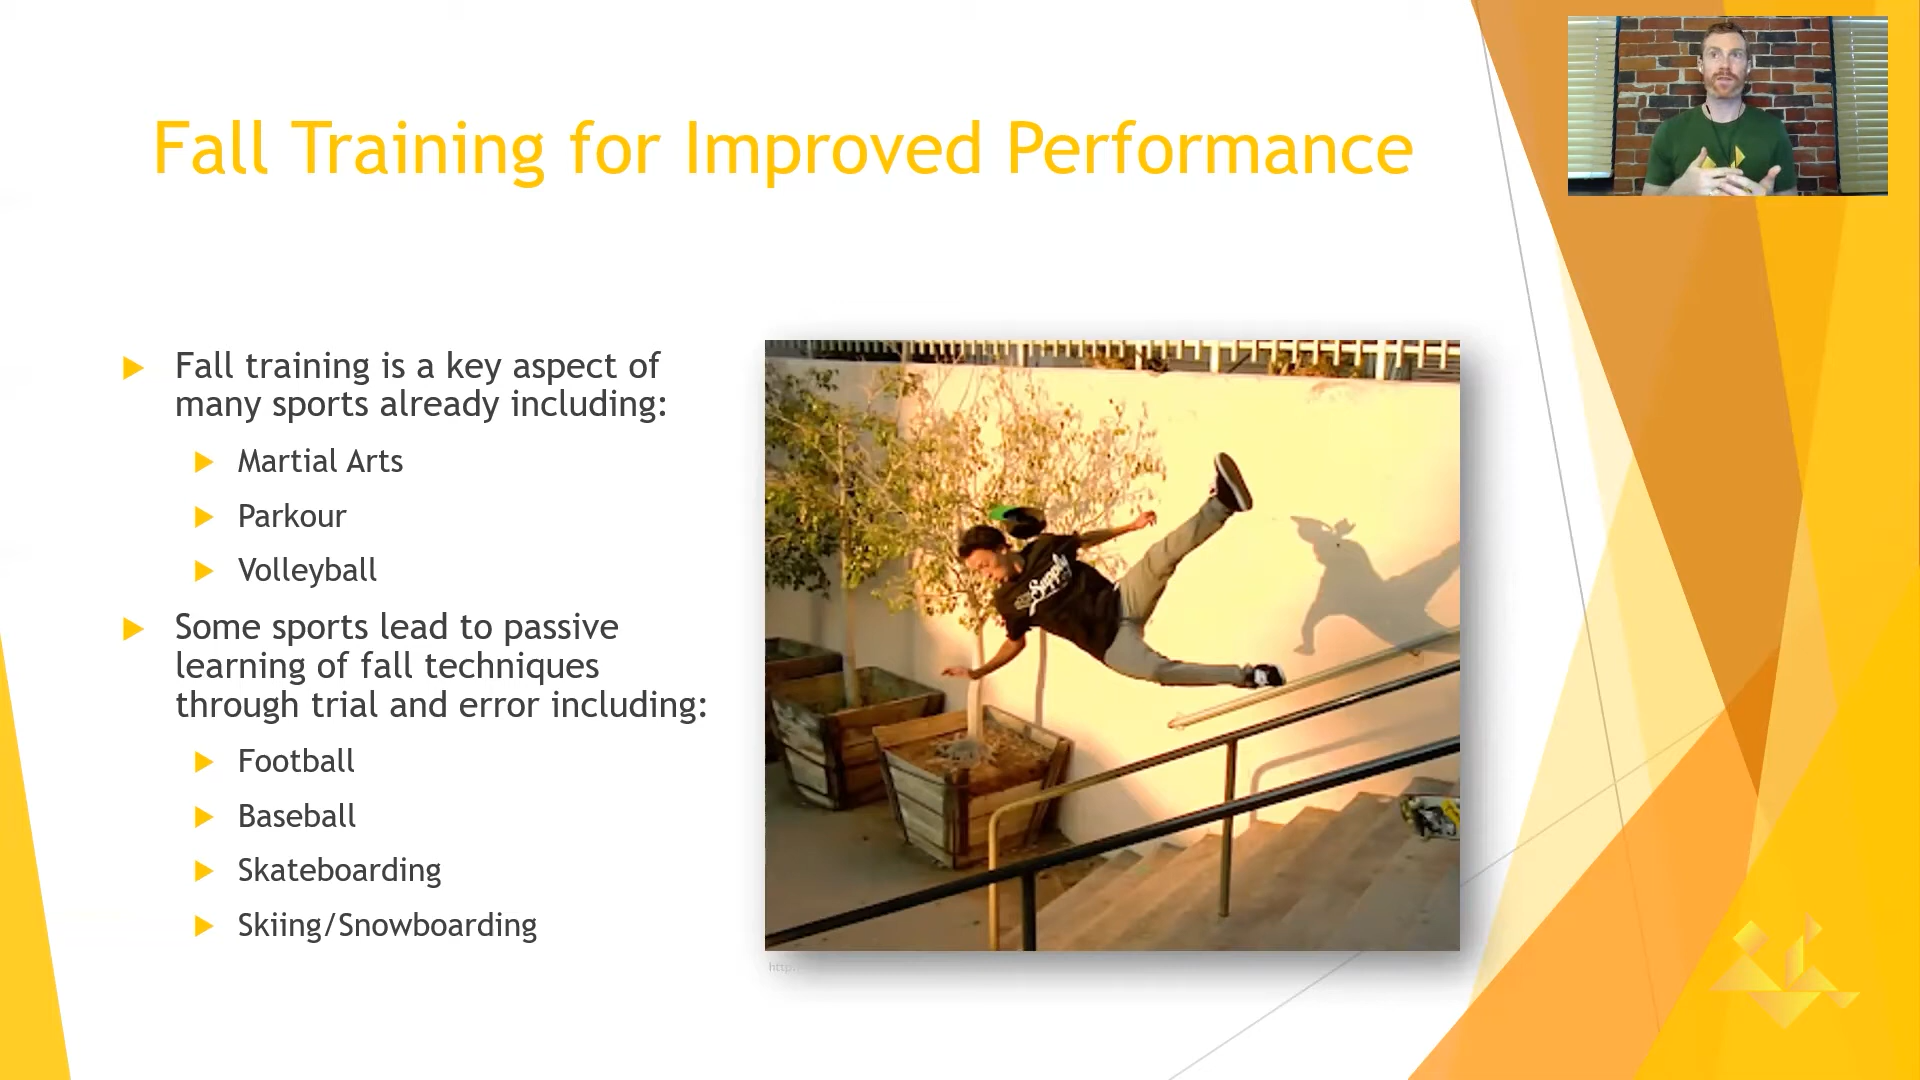 Fall Training for Improved Performance
Fall training is a key aspect of
many sports already including:
Martial Arts
Parkour
Volleyball
Some sports lead to passive
learning of fall techniques
through trial and error including:
Football
Baseball
Skateboarding
Skiing/Snowboarding
Supply
http: